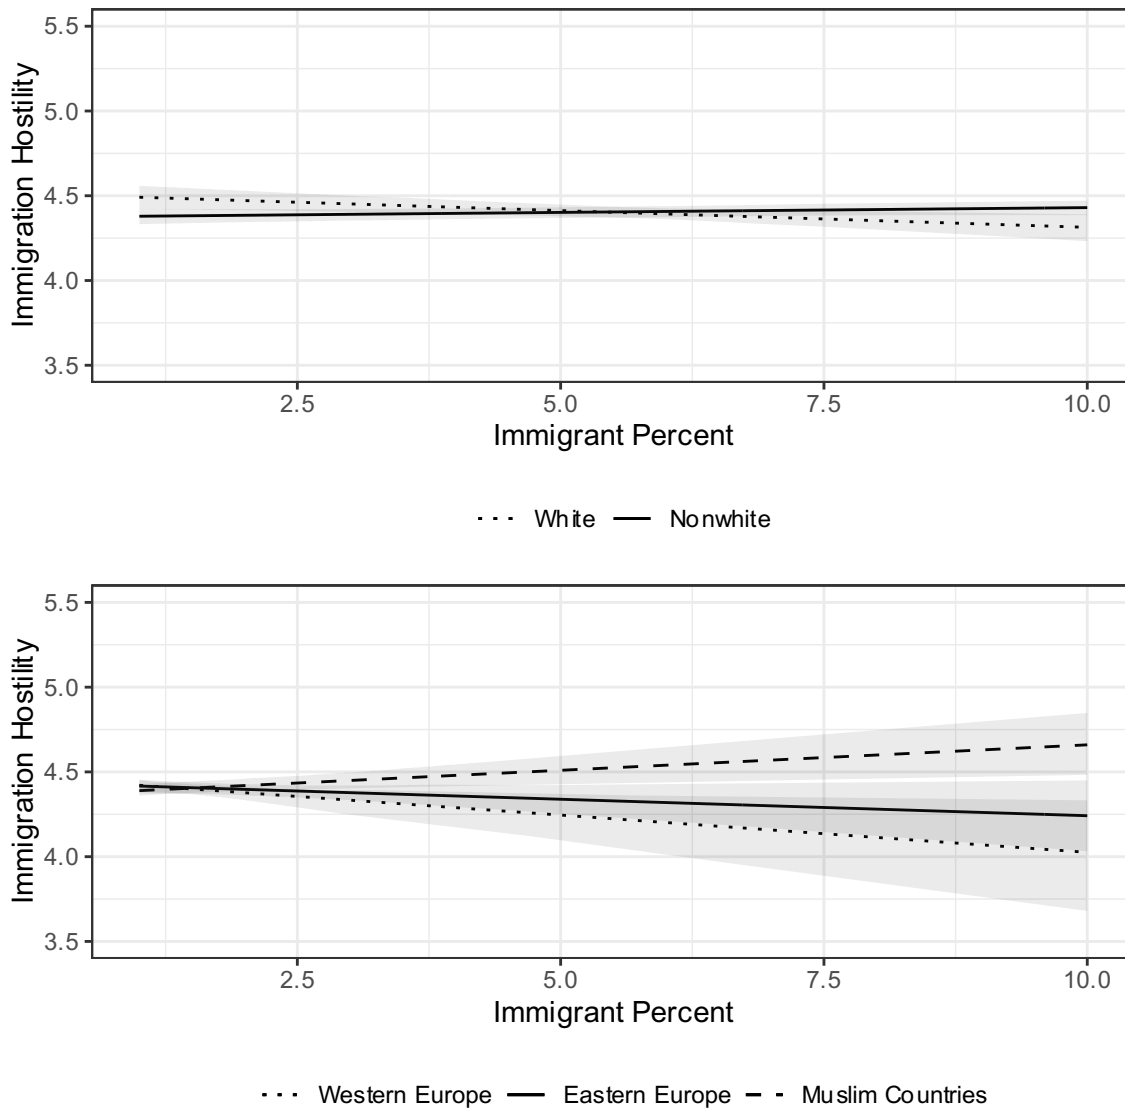 5.5
5.0
4.5
4.0
3.5
Immigration Hostility
2.5 5.0 7.5 10.0
Immigrant Percent
White Nonwhite
5.5
5.0
4.5
4.0
3.5
Immigration Hostility
2.5 5.0 7.5 10.0
Immigrant Percent
Western Europe Eastern Europe Muslim Countries